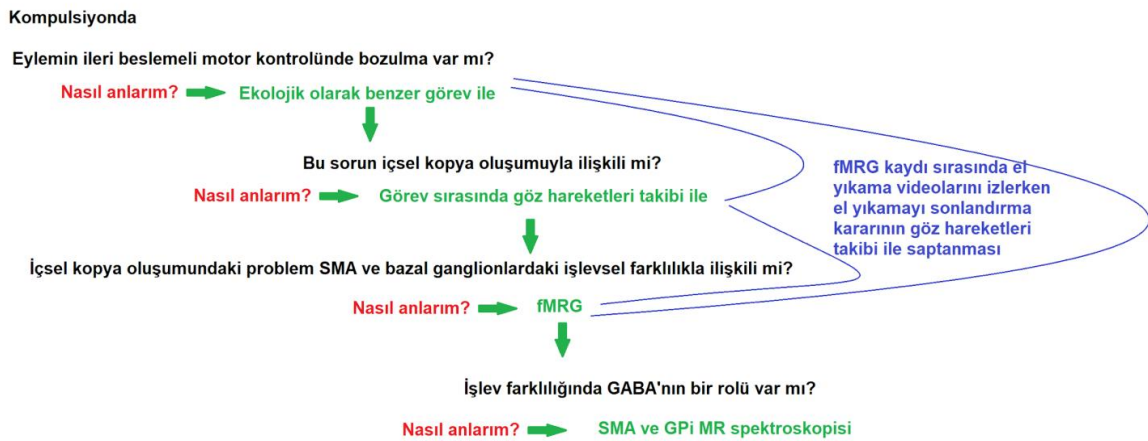 Kompulsiyonda
Eylemin ileri beslemeli motor kontrolünde bozulma var mı?
Nasıl anlarım? Ekolojik olarak benzer görev ile
Bu sorun içsel kopya oluşumuyla ilişkili mi?
Nasıl anlarım? Görev sırasında göz hareketleri takibi ile
fMRG kaydı sırasında el
yıkama videolarını izlerken
el yıkamayı sonlandırma
kararının göz hareketleri
takibi ile saptanması
İçsel kopya oluşumundaki problem SMA ve bazal ganglionlardaki işlevsel farklılıkla ilişkili mi?
Nasıl anlarım? fMRG
İşlev farklılığında GABA'nın bir rolü var mı?
Nasıl anlarım? SMA ve GPi MR spektroskopisi